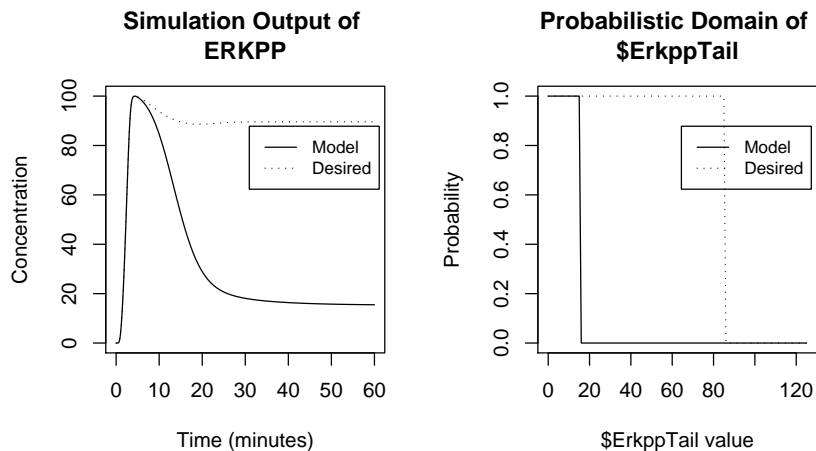 Simulation Output of
ERKPP
Concentration
100
80
60
40
20
0
Model
Desired
0 10 20 30 40 50 60
Time (minutes)
Probabilistic Domain of
$ErkppTail
Probability
1.0
0.8
0.6
0.4
0.2
0.0
Model
Desired
0 20 40 60 80 120
$ErkppTail value